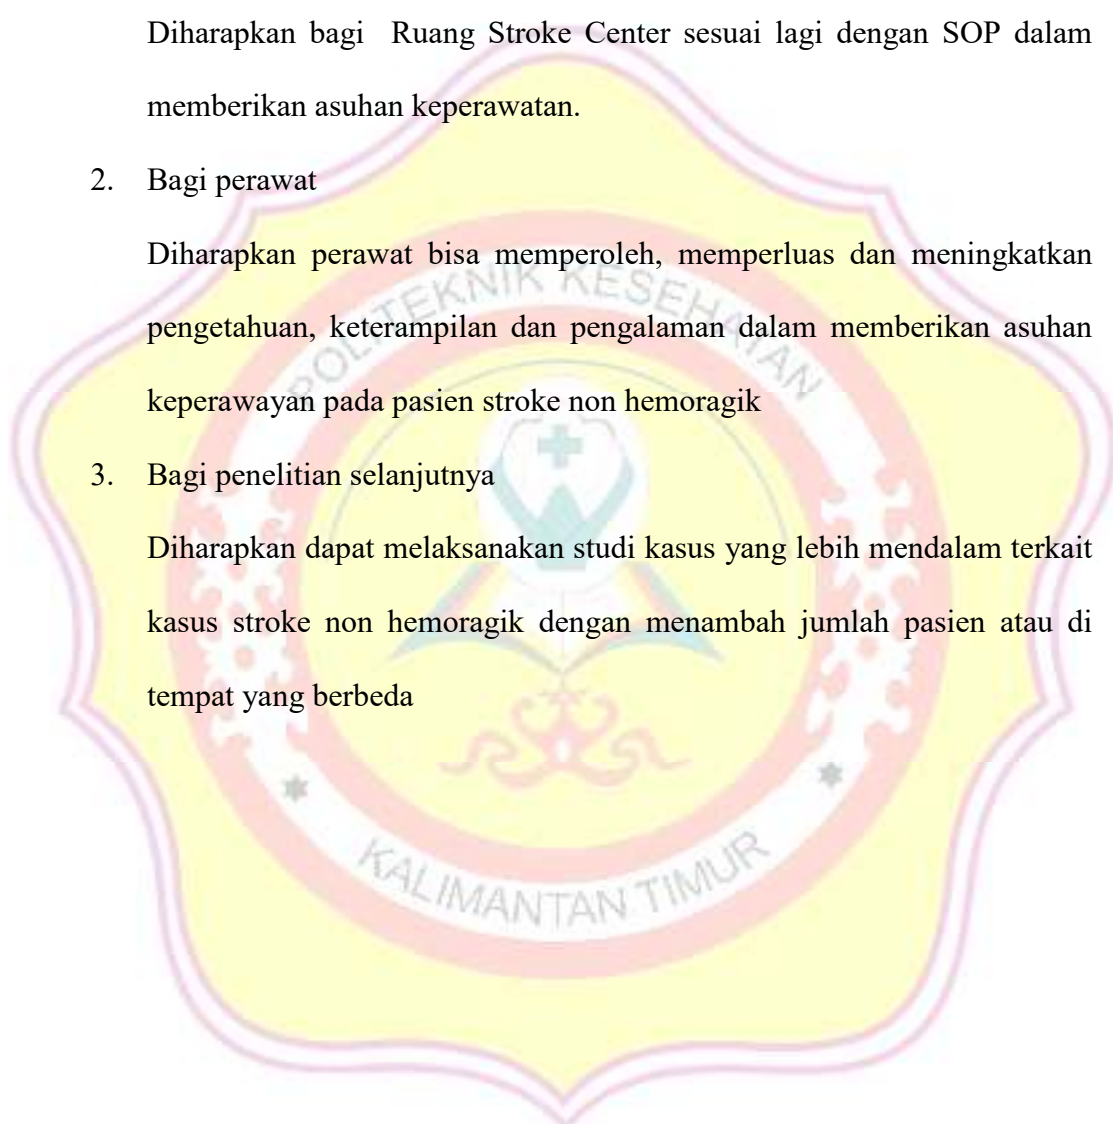 Diharapkan bagi Ruang Stroke Center sesuai lagi dengan SOP dalam
memberikan asuhan keperawatan.
2. Bagi perawat
Diharapkan perawat bisa memperoleh, memperluas dan meningkatkan
pengetahuan, keterampilan dan pengalaman dalam memberikan asuhan
keperawayan pada pasien stroke non hemoragik
3. Bagi penelitian selanjutnya
Diharapkan dapat melaksanakan studi kasus yang lebih mendalam terkait
kasus stroke non hemoragik dengan menambah jumlah pasien atau di
tempat yang berbeda
POLITEKNIK KESEHATAN
KALIMANTAN TIMUR